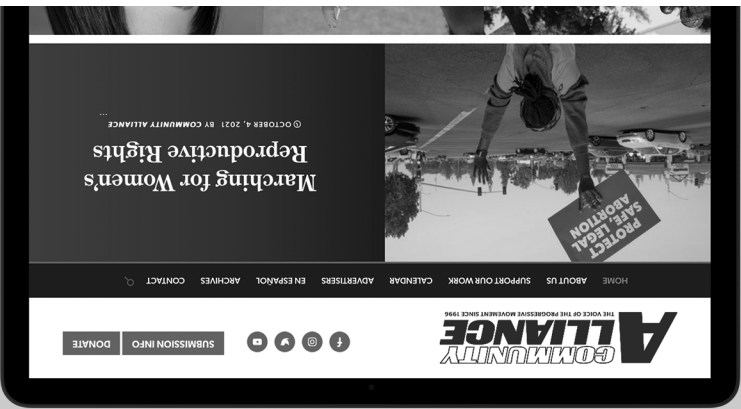 COMMUNITY
ALLIANCE
THE VOICE OF THE PROGRESSIVE MOVEMENT SINCE 1996
SUBMISSION INFO
DONATE
HOME
ABOUT US
SUPPORT OUR WORK
CALENDAR
ADVERTISERS
EN ESPAÑOL
ARCHIVES
CONTACT
PROTECT
SAFE, LEGAL
ABORTION
Marching for Women's
Reproductive Rights
OCTOBER 4, 2021 BY COMMUNITY ALLIANCE
...